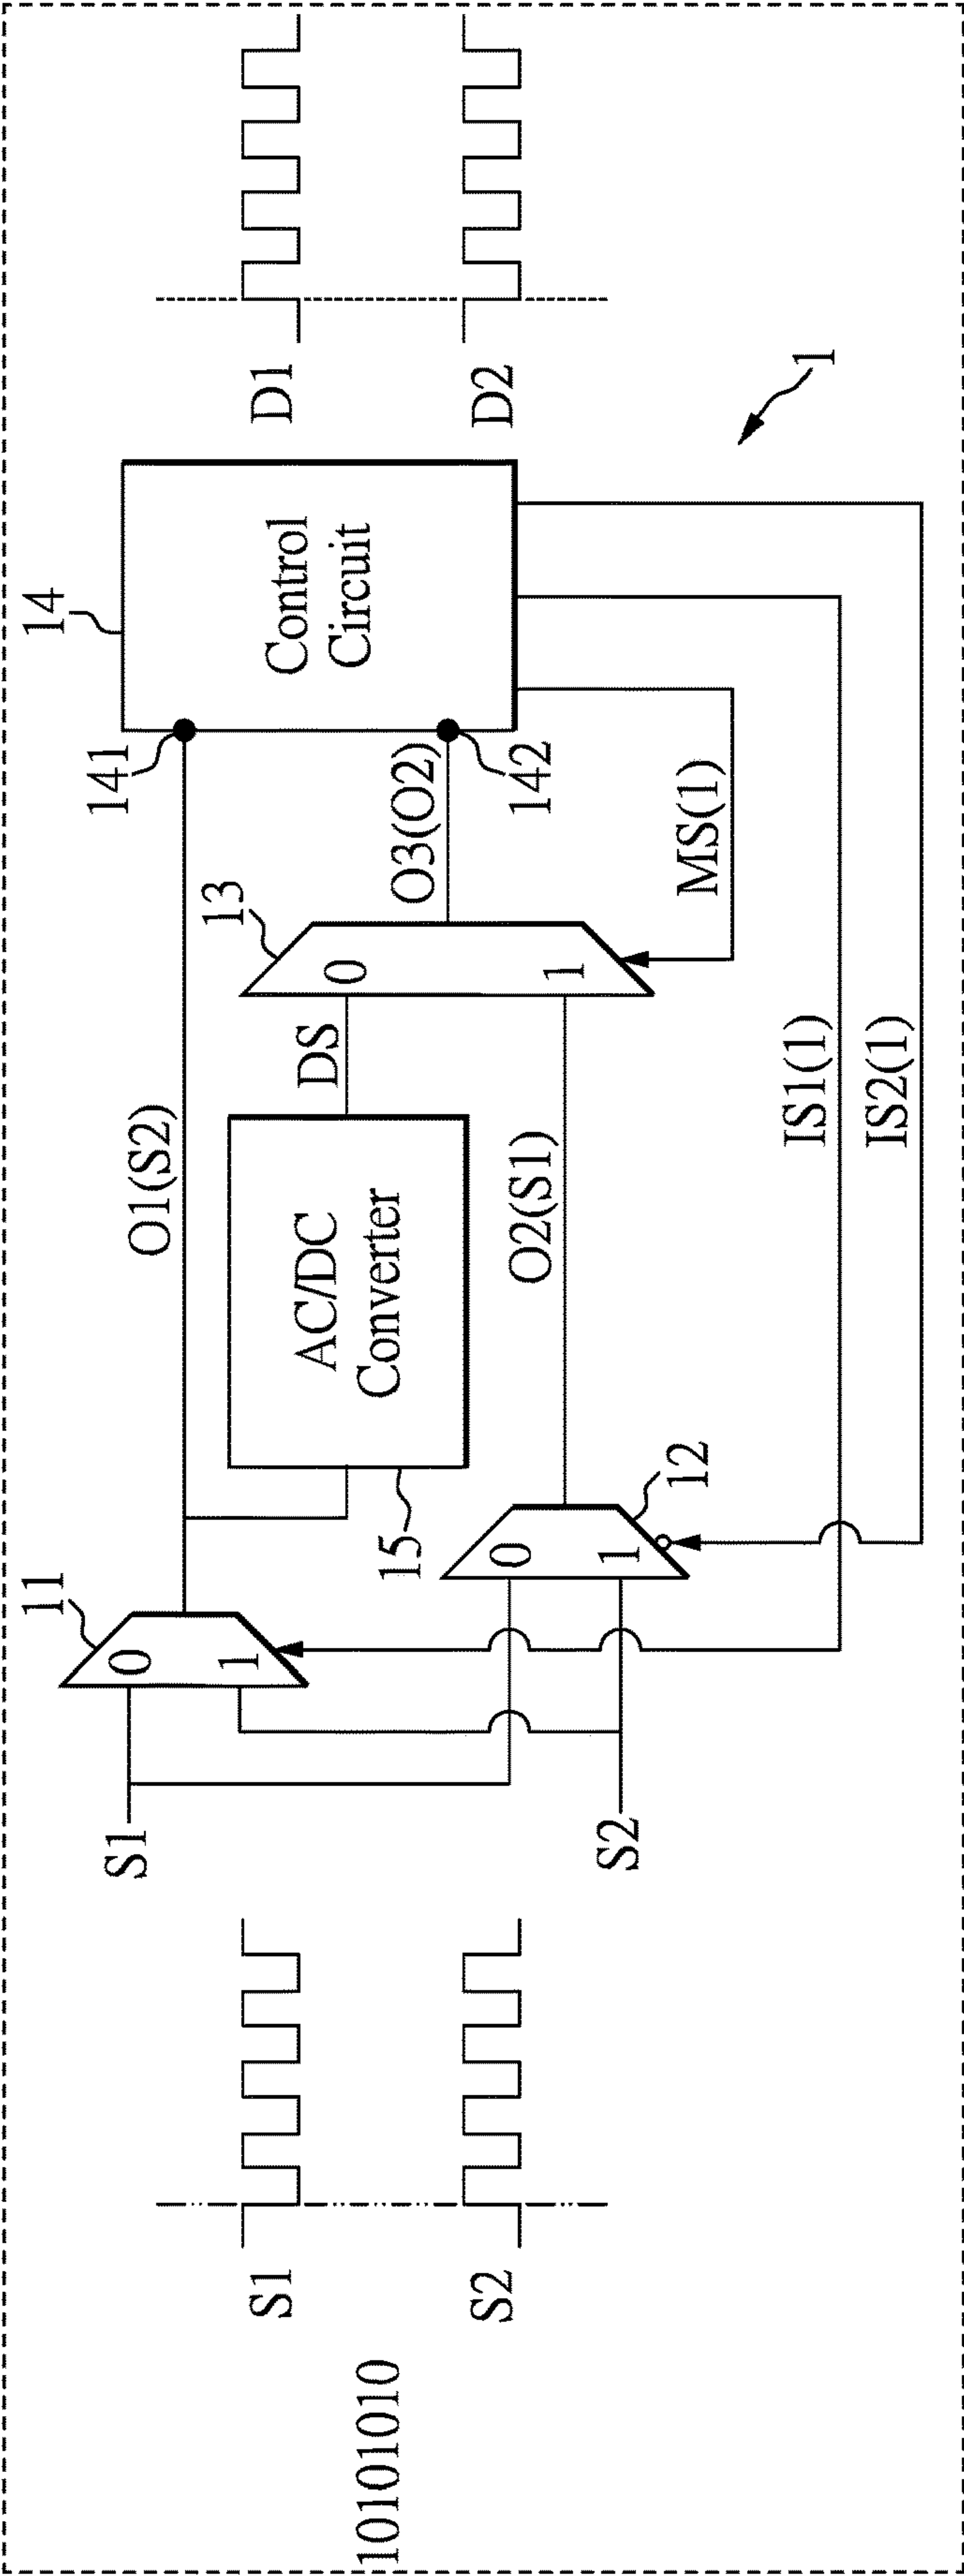 10101010
S1
S2
S1
S2
11
0
1
12
0
1
O1(S2)
15
AC/DC
Converter
DS
O2(S1)
13
0
1
O3(O2)
MS(1)
IS1(1)
IS2(1)
14
141
142
Control
Circuit
1
D1
D2